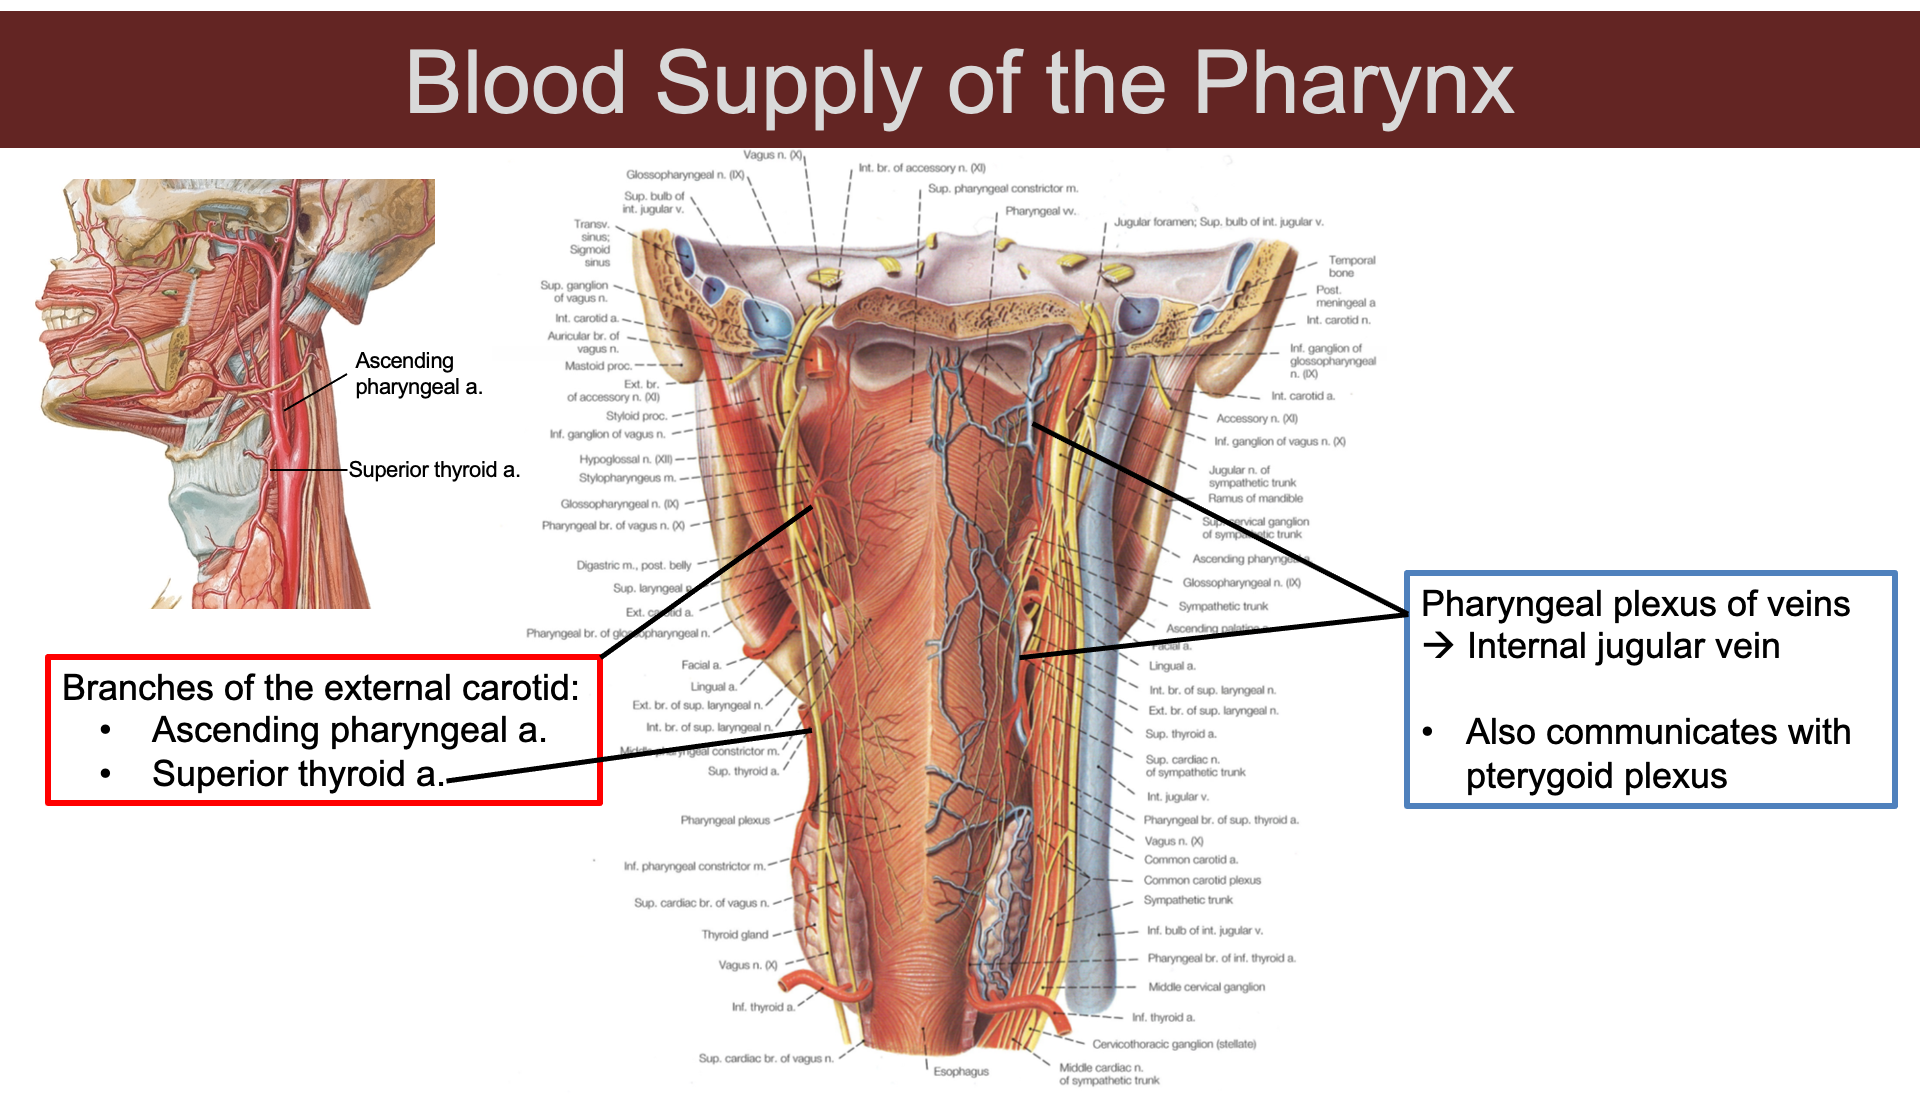 Blood Supply of the Pharynx
Ascending
pharyngeal a.
Superior thyroid a.
Branches of the external carotid:
• Ascending pharyngeal a.
• Superior thyroid a.
Vagus n. (X)
Glossopharyngeal n. (IX)
Sup. bulb of
int. jugular v.
Transv.
sinus;
Sigmoid
sinus
Sup. ganglion
of vagus n.
Int. carotid a.
Auricular br. of
vagus n.
Mastoid proc.
Ext. br.
of accessory n. (XI)
Styloid proc.
Inf. ganglion of vagus n.
Hypoglossal n. (XII)
Stylopharyngeus m.
Glossopharyngeal n. (IX)
Pharyngeal br. of vagus n. (X)
Digastric m., post. belly
Sup. laryngeal
Ext. carotid a.
Pharyngeal br. of glossopharyngeal n.
Facial a.
Lingual a.
Ext. br. of sup. laryngeal n.
Int. br. of sup. laryngeal n.
Middle pharyngeal constrictor m.
Sup. thyroid a.
Pharyngeal plexus
Inf. pharyngeal constrictor m.
Sup. cardiac br. of vagus n.
Thyroid gland
Vagus n. (X)
Inf. thyroid a.
Sup. cardiac br. of vagus n.
Esophagus
Int. br. of accessory n. (XI)
Sup. pharyngeal constrictor m.
Pharyngeal vv.
Jugular foramen; Sup. bulb of int. jugular v.
Temporal
bone
Post.
meningeal a
Int. carotid n.
Inf. ganglion of
glossopharyngeal
n. (IX)
Int. carotid a.
Accessory n. (XI)
Inf. ganglion of vagus n. (X)
Jugular n. of
sympathetic trunk
Ramus of mandible
Sup. cervical ganglion
of sympathetic trunk
Ascending pharyngeal a.
Glossopharyngeal n. (IX)
Sympathetic trunk
Ascending palatine a.
Facial a.
Lingual a.
Int. br. of sup. laryngeal n.
Ext. br. of sup. laryngeal n.
Sup. thyroid a.
Sup. cardiac n.
of sympathetic trunk
Int. jugular v.
Pharyngeal br. of sup. thyroid a.
Vagus n. (X)
Common carotid a.
Common carotid plexus
Sympathetic trunk
Inf. bulb of int. jugular v.
Pharyngeal br. of inf. thyroid a.
Middle cervical ganglion
Inf. thyroid a.
Cervicothoracic ganglion (stellate)
Middle cardiac n.
of sympathetic trunk
Pharyngeal plexus of veins
→ Internal jugular vein
• Also communicates with
pterygoid plexus